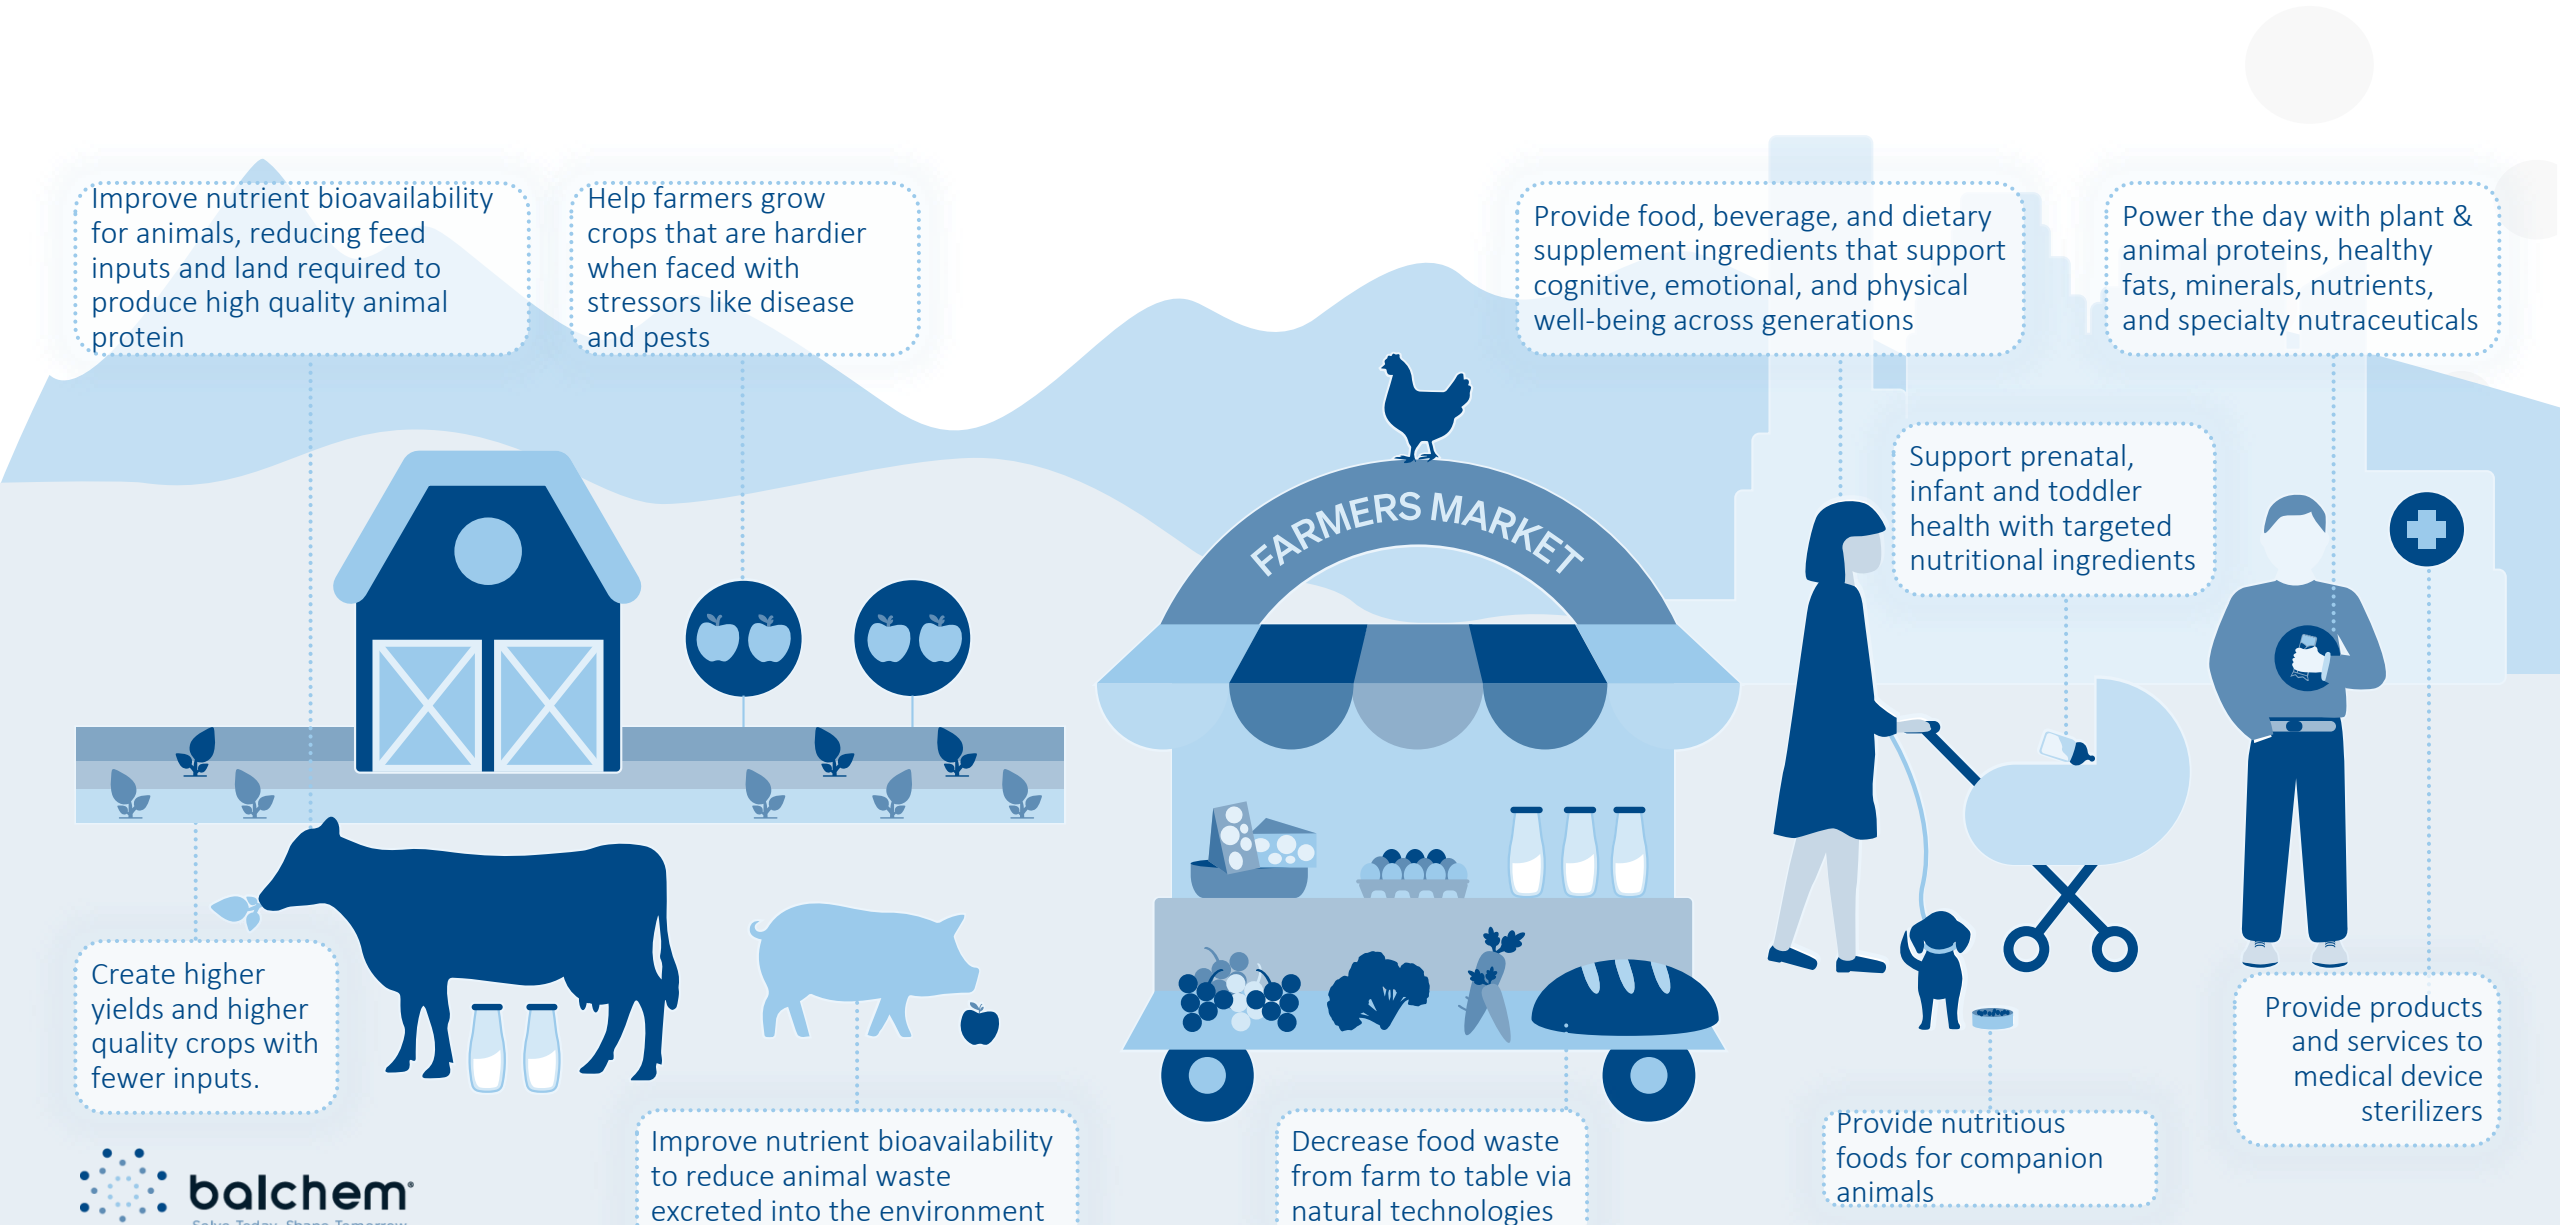 Improve nutrient bioavailability
for animals, reducing feed
inputs and land required to
produce high quality animal
protein
Help farmers grow
crops that are hardier
when faced with
stressors like disease
and pests
Provide food, beverage, and dietary
supplement ingredients that support
cognitive, emotional, and physical
well-being across generations
Power the day with plant &
animal proteins, healthy
fats, minerals, nutrients,
and specialty nutraceuticals
Support prenatal,
infant and toddler
health with targeted
nutritional ingredients
FARMERS MARKET
Create higher
yields and higher
quality crops with
fewer inputs.
Improve nutrient bioavailability
to reduce animal waste
excreted into the environment
Decrease food waste
from farm to table via
natural technologies
Provide nutritious
foods for companion
animals
Provide products
and services to
medical device
sterilizers
balchem®
Solve Today. Shape Tomorrow.